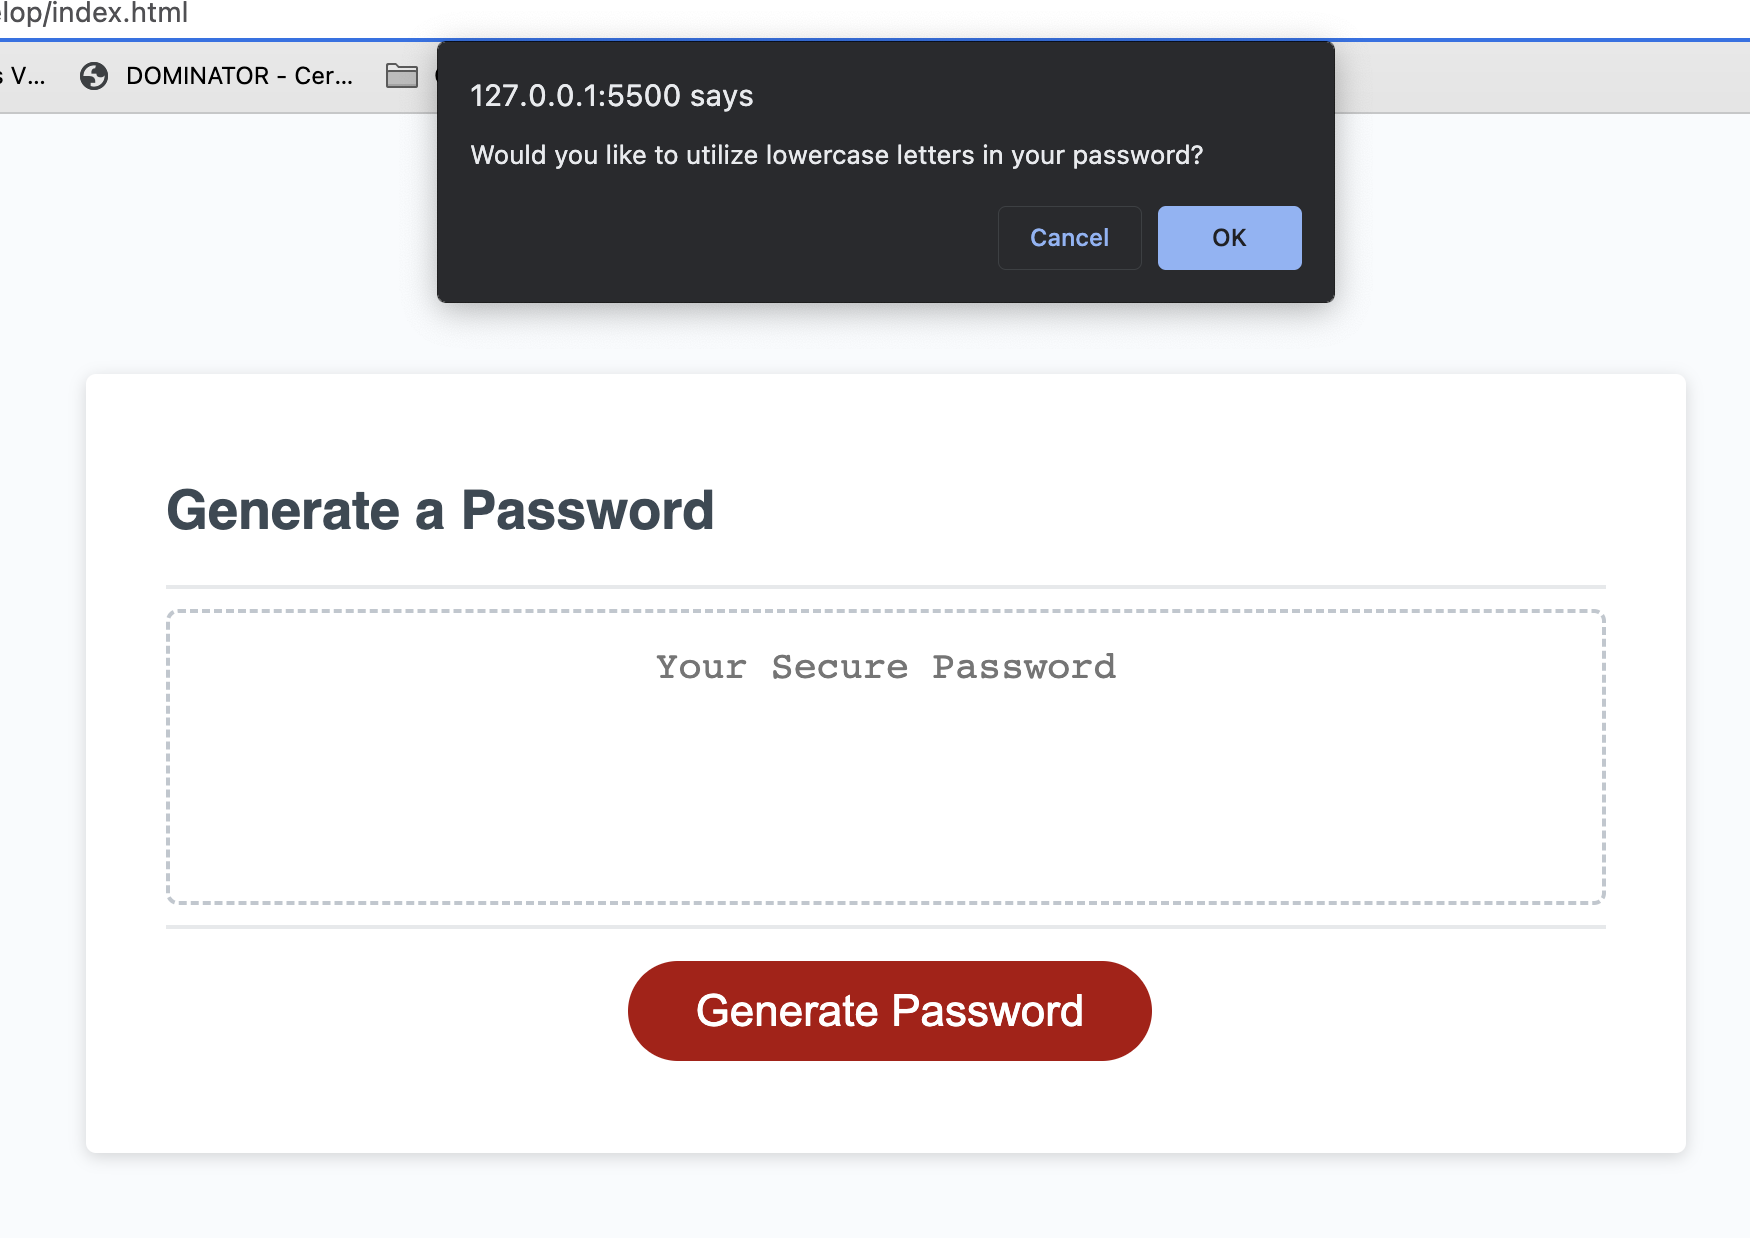 elop/index.html
s V...
DOMINATOR - Cer...
127.0.0.1:5500 says
Would you like to utilize lowercase letters in your password?
Cancel
OK
Generate a Password
Your Secure Password
Generate Password